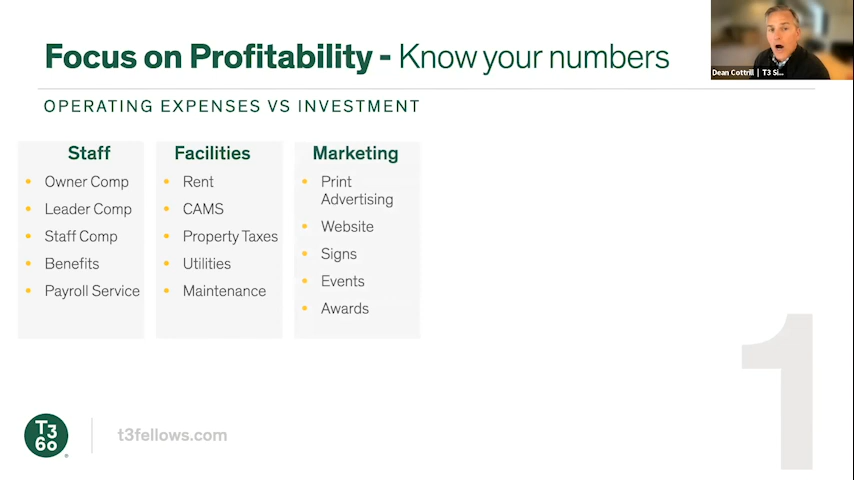 Focus on Profitability - Know your numbers
Dean Cottrill | T3 Si...
OPERATING EXPENSES VS INVESTMENT
Staff
Owner Comp
Leader Comp
Staff Comp
Benefits
Payroll Service
Facilities
Rent
CAMS
Property Taxes
Utilities
Maintenance
Marketing
Print
Advertising
Website
Signs
Events
Awards
1
T3
60
t3fellows.com